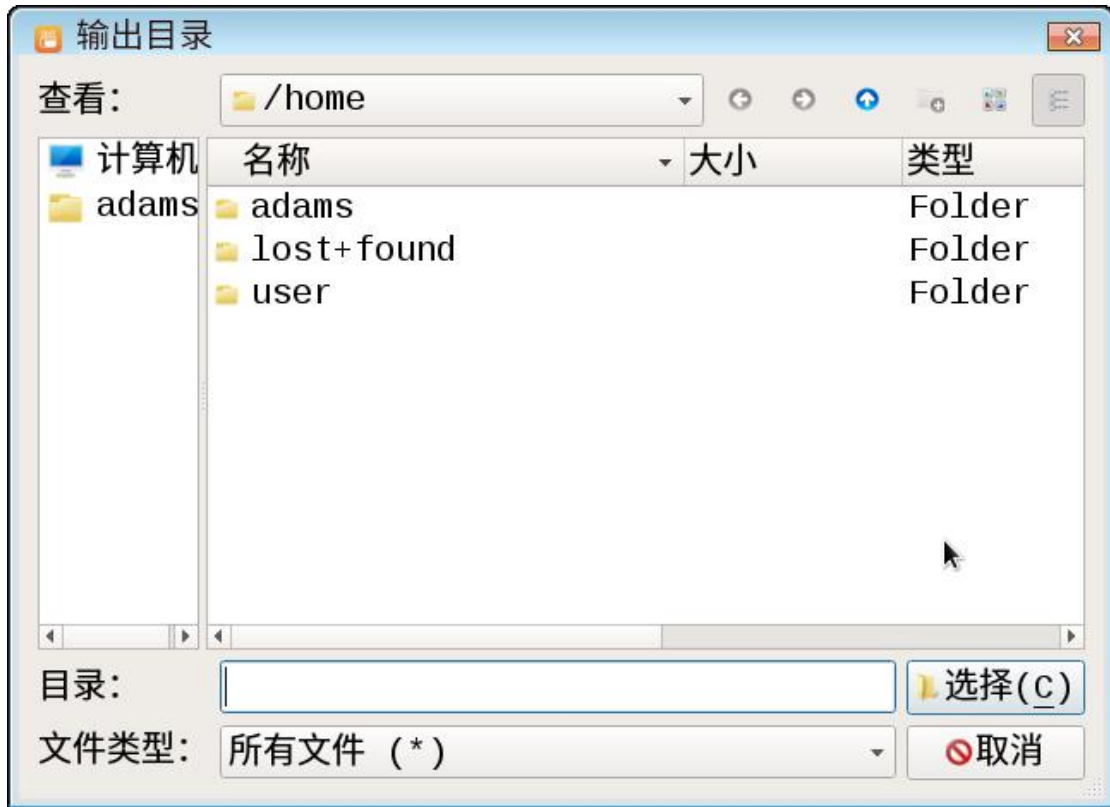 输出目录
查看： /home
计算机
adams
名称 大小 类型
adams Folder
lost+found Folder
user Folder
目录： 选择(C)
文件类型： 所有文件 (*) 取消